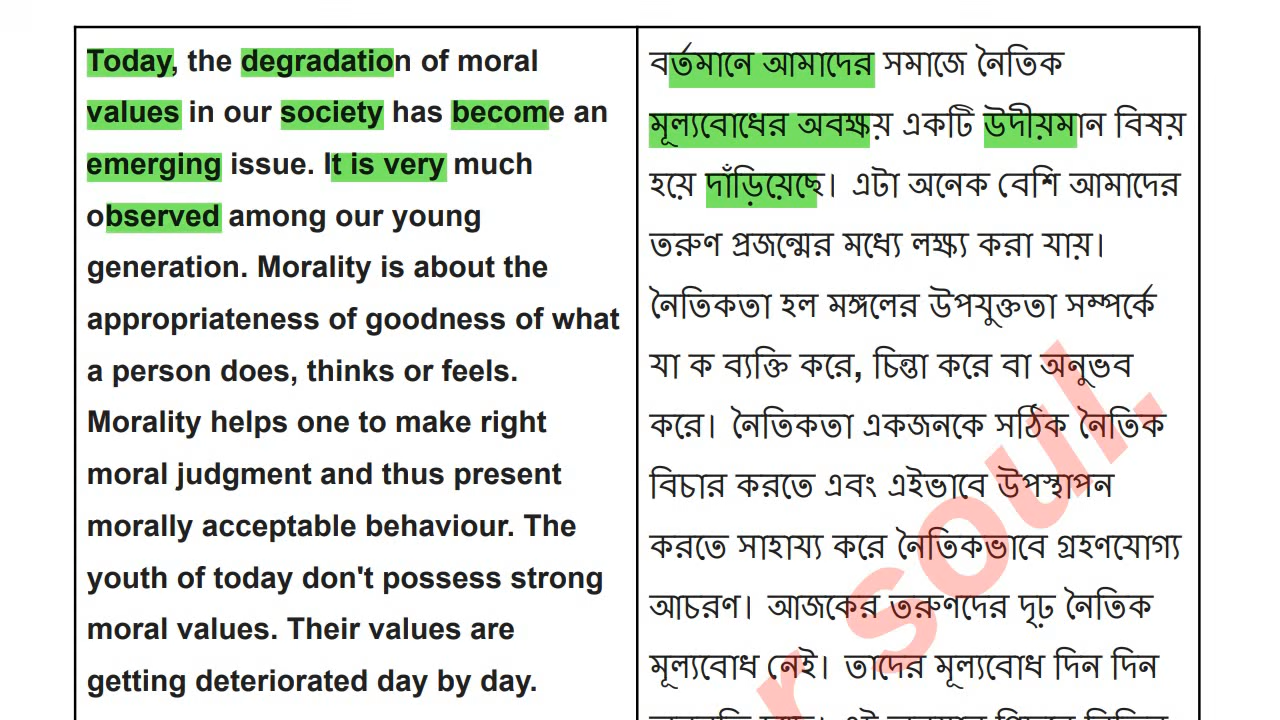 Today, the degradation of moral
values in our society has become an
emerging issue. It is very much
observed among our young
generation. Morality is about the
appropriateness of goodness of what
a person does, thinks or feels.
Morality helps one to make right
moral judgment and thus present
morally acceptable behaviour. The
youth of today don't possess strong
moral values. Their values are
getting deteriorated day by day.
বর্তমানে আমাদের সমাজে নৈতিক
মূল্যবোধের অবক্ষয় একটি উদীয়মান বিষয়
হয়ে দাঁড়িয়েছে। এটা অনেক বেশি আমাদের
তরুণ প্রজন্মের মধ্যে লক্ষ্য করা যায়।
নৈতিকতা হল মঙ্গলের উপযুক্ততা সম্পর্কে
যা ক ব্যক্তি করে, চিন্তা করে বা অনুভব
করে। নৈতিকতা একজনকে সঠিক নৈতিক
বিচার করতে এবং এইভাবে উপস্থাপন
করতে সাহায্য করে নৈতিকভাবে গ্রহণযোগ্য
আচরণ। আজকের তরুণদের দৃঢ় নৈতিক
মূল্যবোধ নেই। তাদের মূল্যবোধ দিন দিন
r soul.